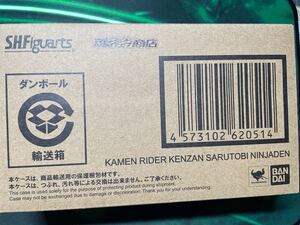 S.H.Figuarts
魂ウェブ商店
ダンボール
輸送箱
4 573102 620514
KAMEN RIDER KENZAN SARUTOBI NINJADEN
本ケースは、商品輸送用の保護梱包材です。
本ケースは、つぶれ、汚れ等による交換は出来ません。ご了承ください。
This case is used solely for the purpose of protecting product during shipment.
Case may not be exchanged due to damage or discoloration. Thank you for your understanding.
BAN
DAI